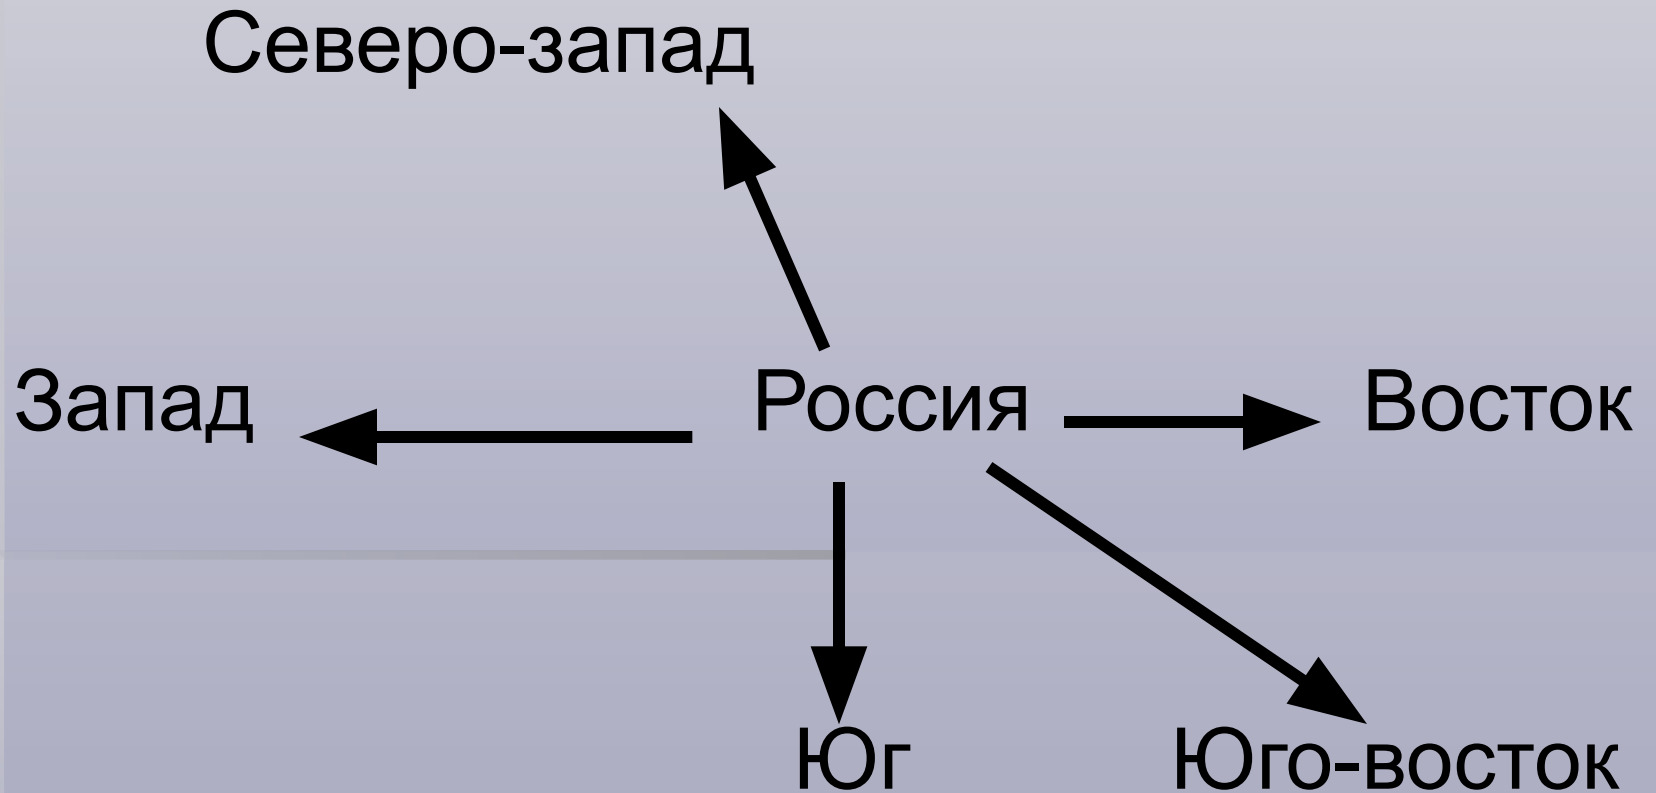 Северо-запад
Запад
Россия
Восток
Юг
Юго-восток